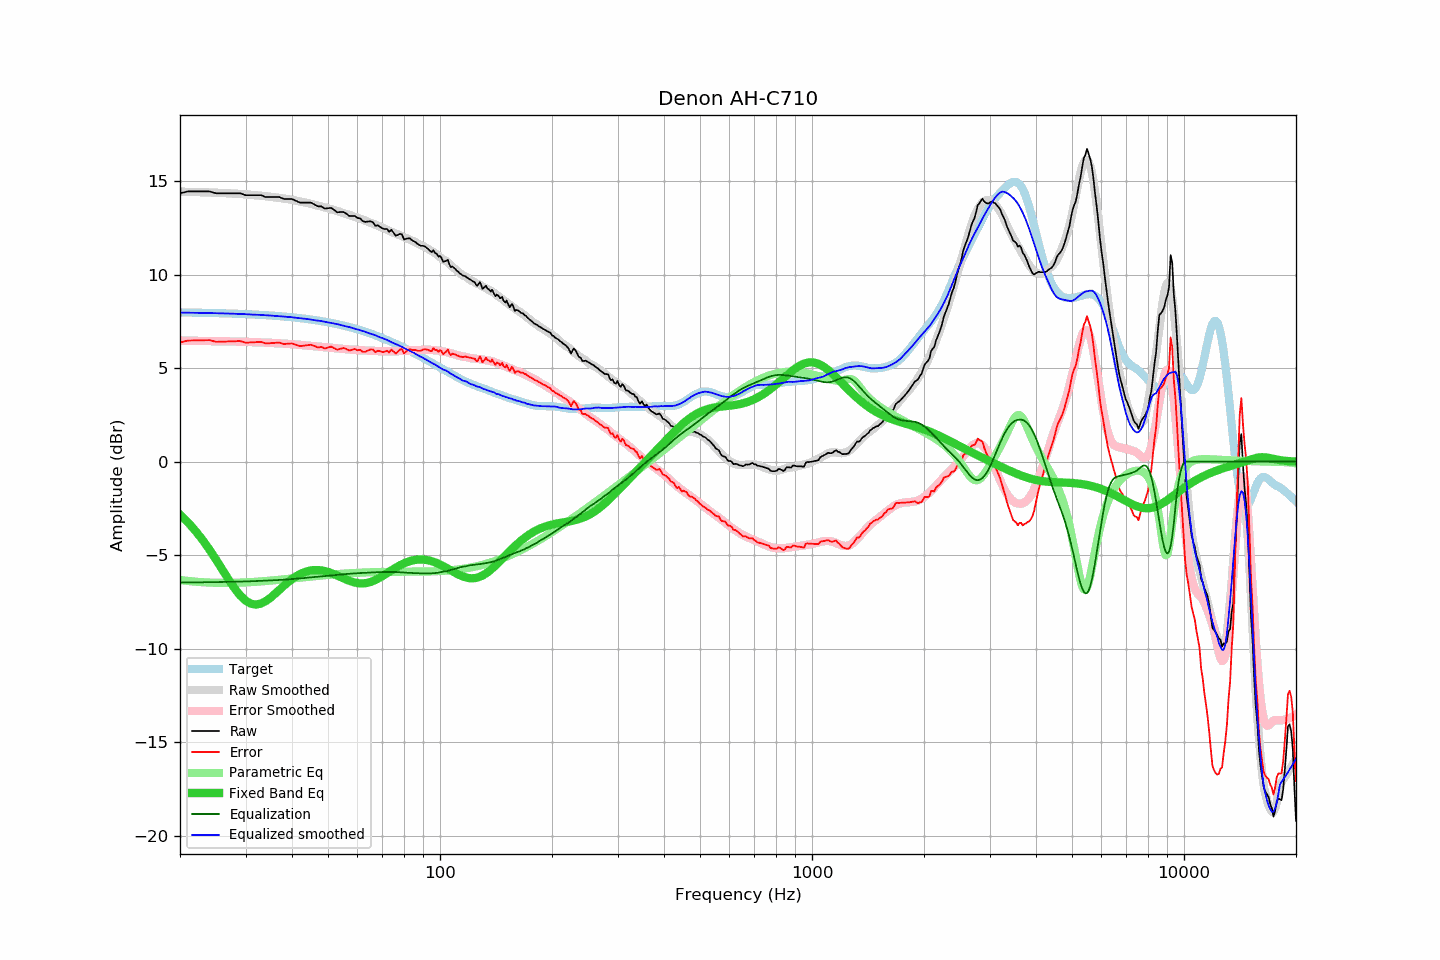 Denon AH-C710
15
10
5
0
−5
−10
−15
−20
Amplitude (dBr)
Target
Raw Smoothed
Error Smoothed
Raw
Error
Parametric Eq
Fixed Band Eq
Equalization
Equalized smoothed
100
1000
10000
Frequency (Hz)